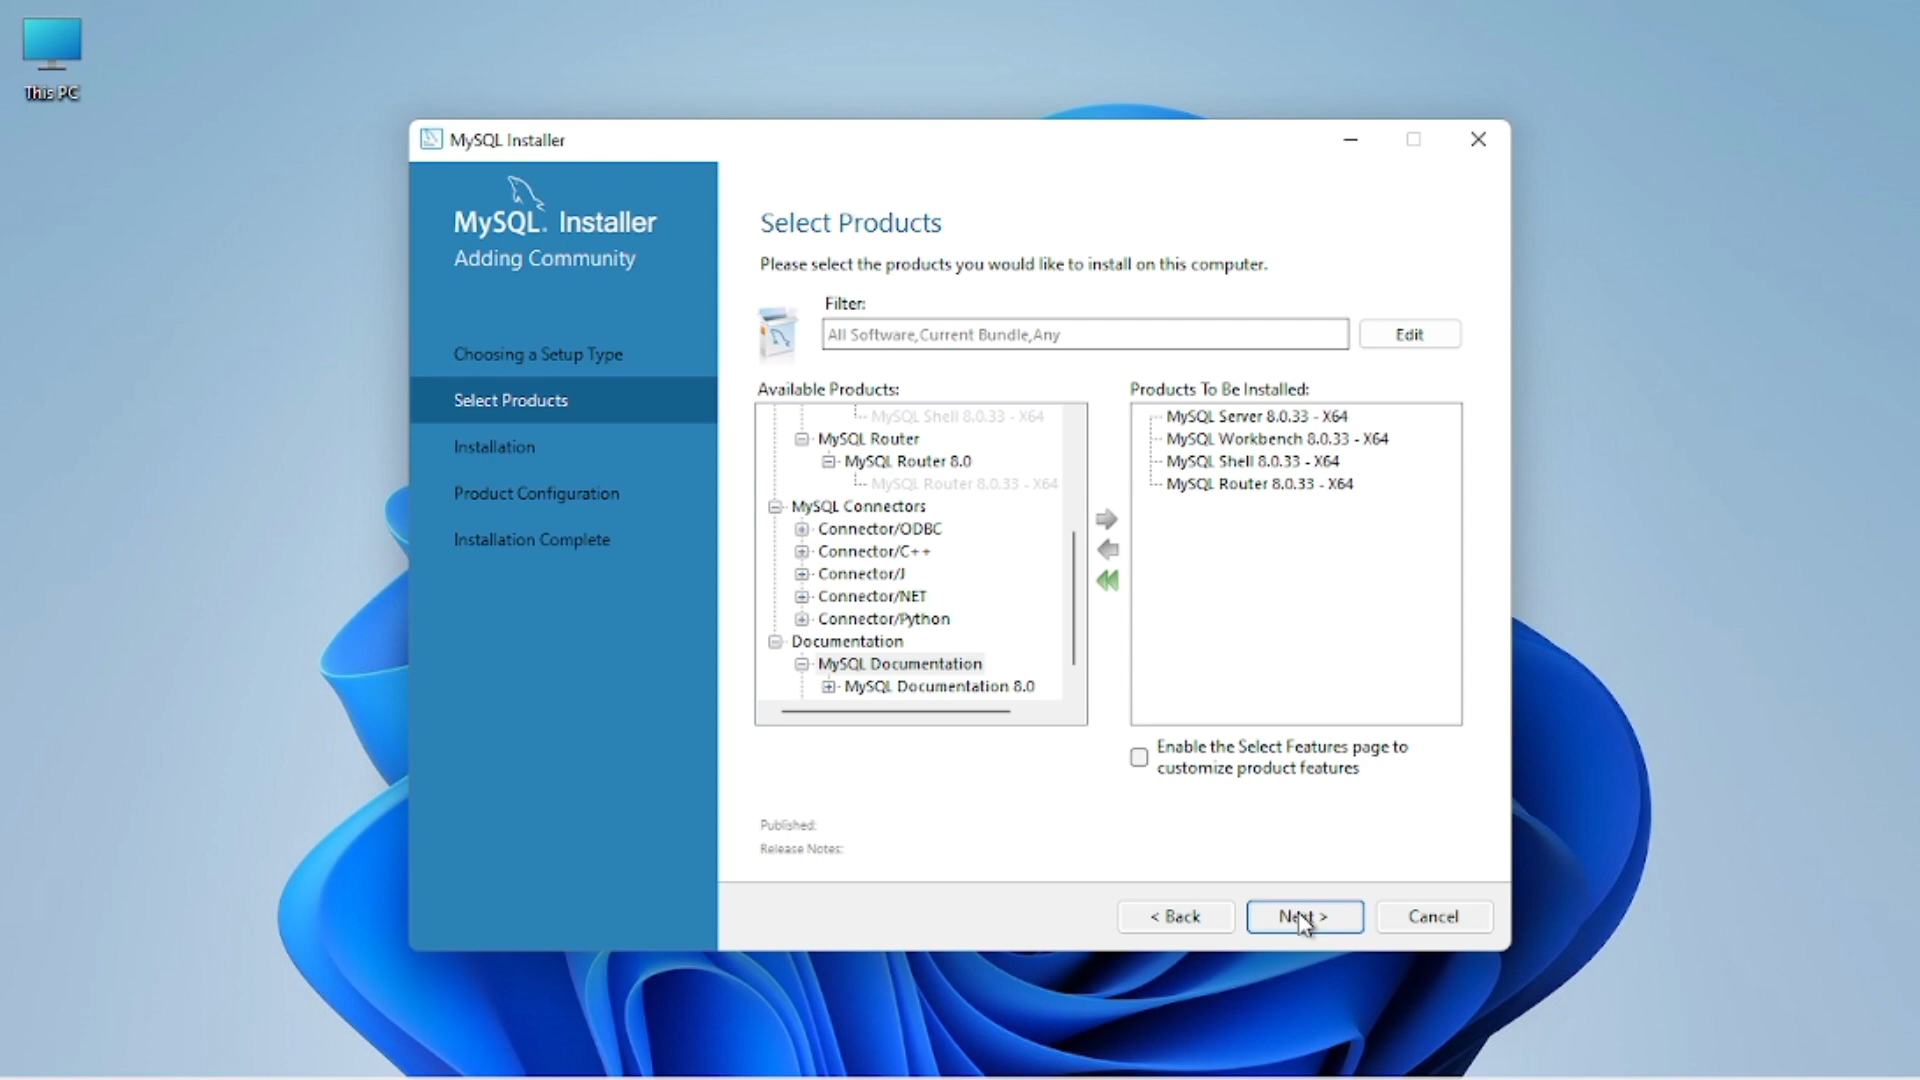 This PC
MySQL Installer
MySQL. Installer
Adding Community
Choosing a Setup Type
Select Products
Installation
Product Configuration
Installation Complete
Select Products
Please select the products you would like to install on this computer.
Filter:
All Software,Current Bundle,Any
Edit
Available Products:
MySQL Shell 8.0.33 - X64
MySQL Router
MySQL Router 8.0
MySQL Router 8.0.33 - X64
MySQL Connectors
Connector/ODBC
Connector/C++
Connector/J
Connector/NET
Connector/Python
Documentation
MySQL Documentation
MySQL Documentation 8.0
Products To Be Installed:
MySQL Server 8.0.33 - X64
MySQL Workbench 8.0.33 - X64
MySQL Shell 8.0.33 - X64
MySQL Router 8.0.33 - X64
Enable the Select Features page to
customize product features
Published:
Release Notes:
< Back
Next >
Cancel